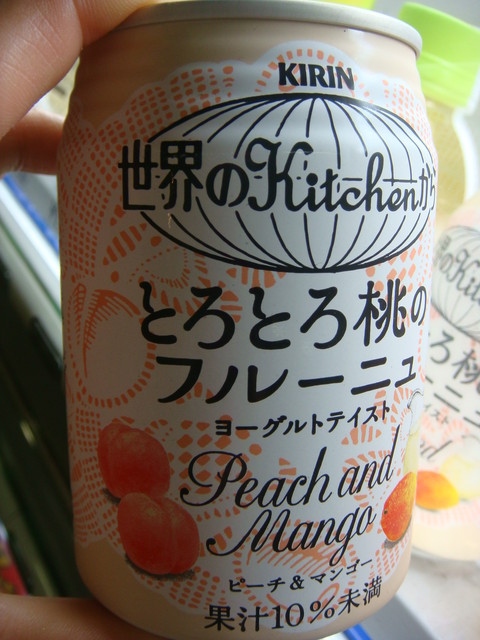 KIRIN
世界のKitchenから
とろとろ桃の
フルーニュ
ヨーグルトテイスト
Peach and
Mango
ピーチ&マンゴー
果汁10%未満